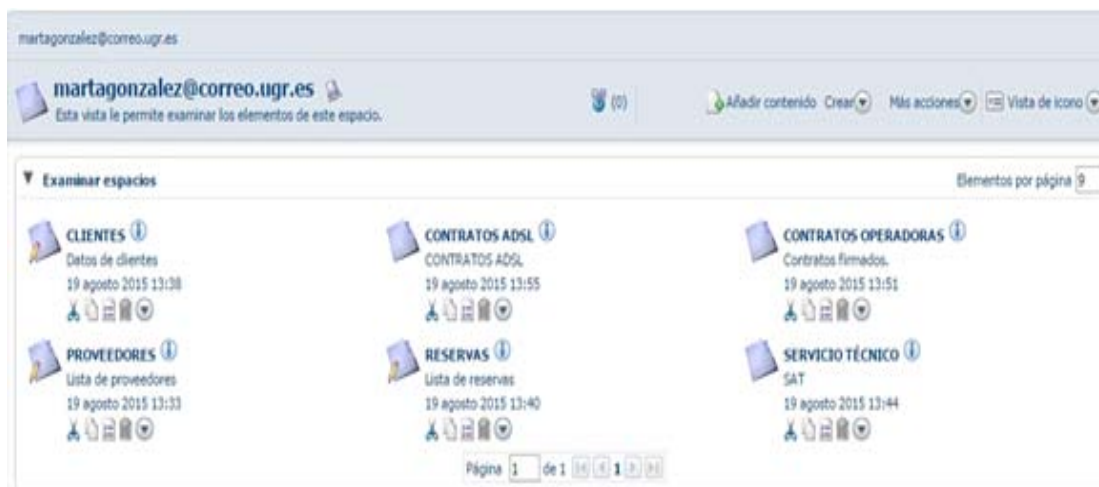 martagonzalez@correo.ugr.es
martagonzalez@correo.ugr.es
Esta vista le permite examinar los elementos de este espacio.
(0) Añadir contenido Crear Más acciones Vista de icono
Examinar espacios Elementos por página 9
CLIENTES CONTRATOS ADSL CONTRATOS OPERADORAS
Datos de clientes CONTRATOS ADSL Contratos firmados.
19 agosto 2015 13:38 19 agosto 2015 13:55 19 agosto 2015 13:51
PROVEEDORES RESERVAS SERVICIO TÉCNICO
Lista de proveedores Lista de reservas SAT
19 agosto 2015 13:33 19 agosto 2015 13:40 19 agosto 2015 13:44
Página 1 de 1 1